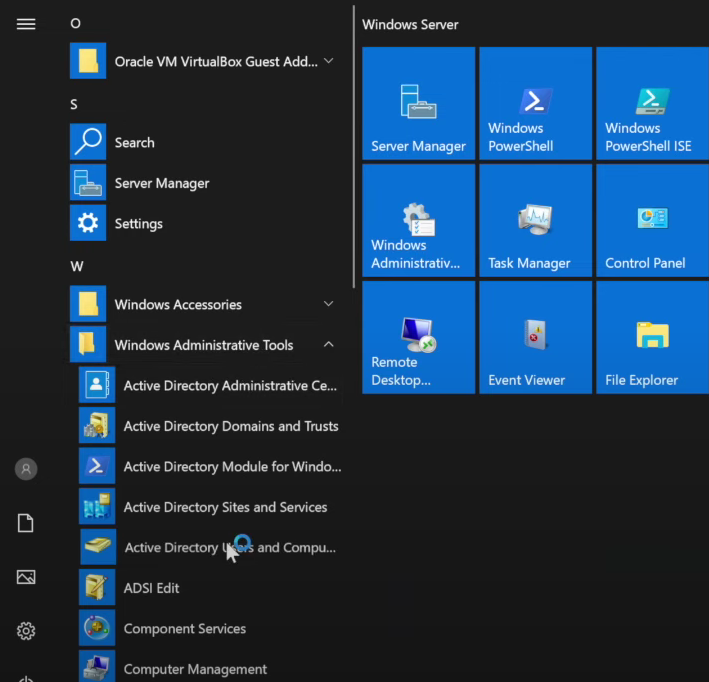 O
Oracle VM VirtualBox Guest Add...
S
Search
Server Manager
Settings
W
Windows Accessories
Windows Administrative Tools
Active Directory Administrative Ce...
Active Directory Domains and Trusts
Active Directory Module for Windo...
Active Directory Sites and Services
Active Directory Users and Compu...
ADSI Edit
Component Services
Computer Management
Windows Server
Server Manager
Windows
PowerShell
Windows
PowerShell ISE
Windows
Administrativ...
Task Manager
Control Panel
Remote
Desktop...
Event Viewer
File Explorer